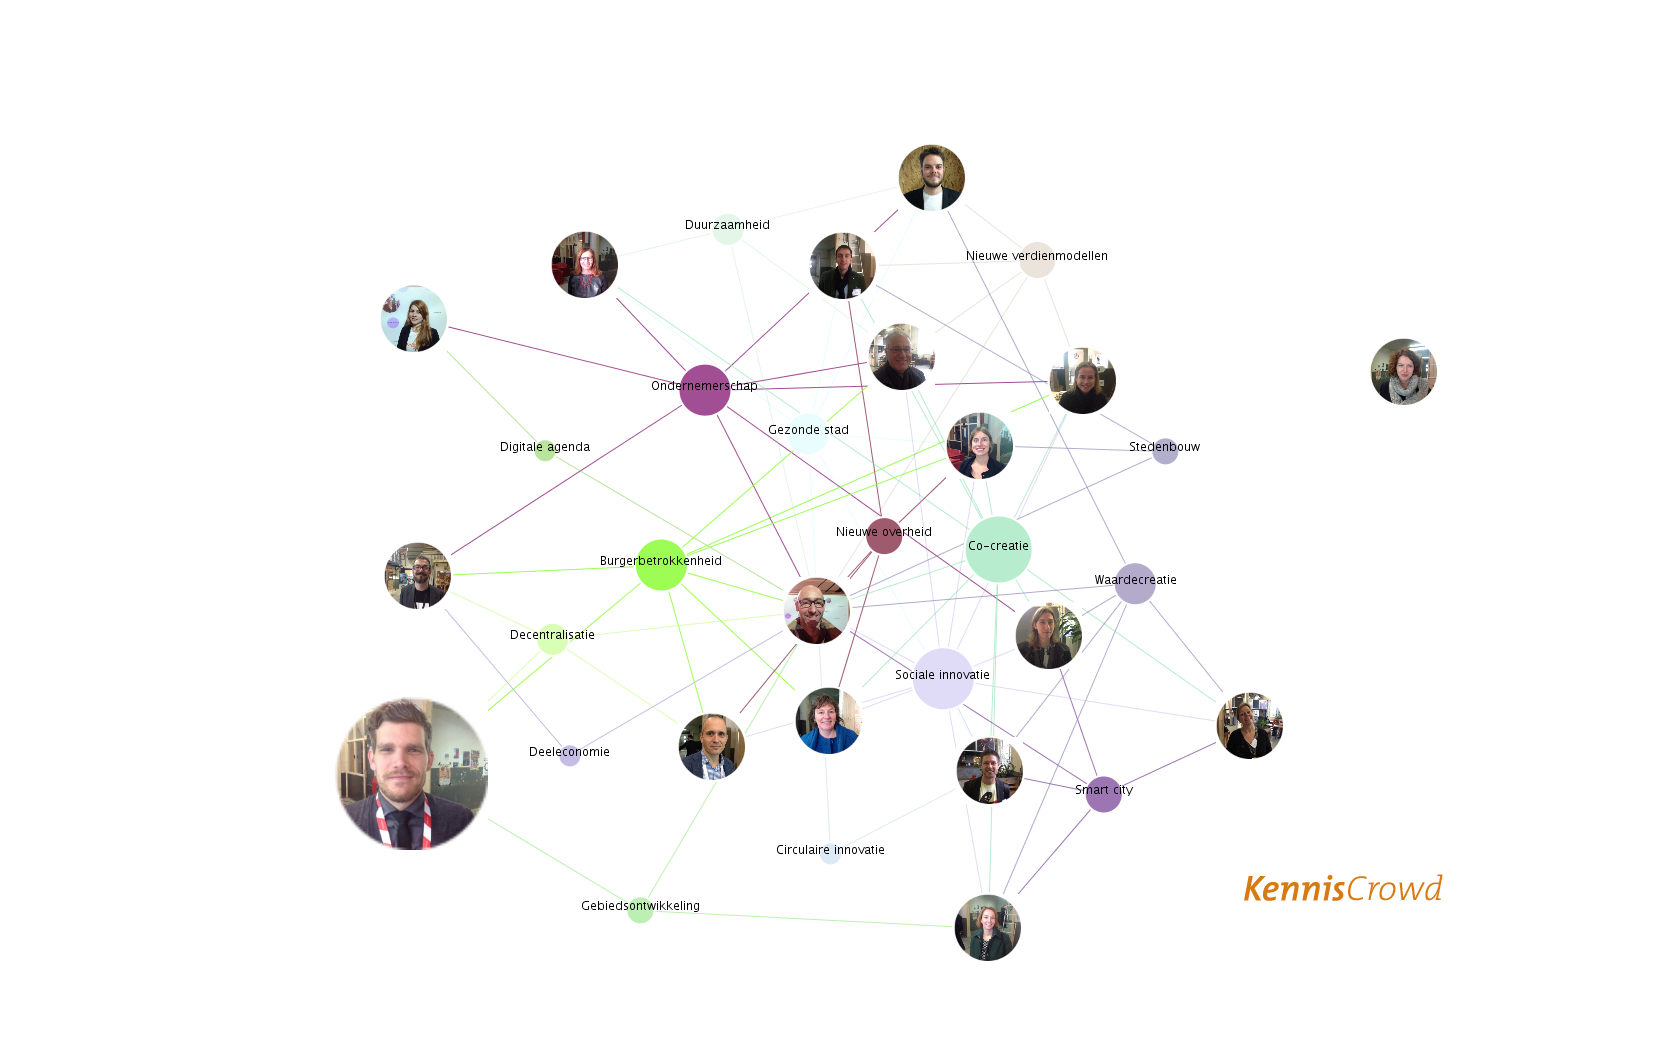 Duurzaamheid
Nieuwe verdienmodellen
Ondernemerschap
Gezonde stad
Digitale agenda
Stedenbouw
Nieuwe overheid
Co-creatie
Burgerbetrokkenheid
Waardecreatie
Decentralisatie
Sociale innovatie
Deeleconomie
Smart city
Circulaire innovatie
KennisCrowd
Gebiedsontwikkeling